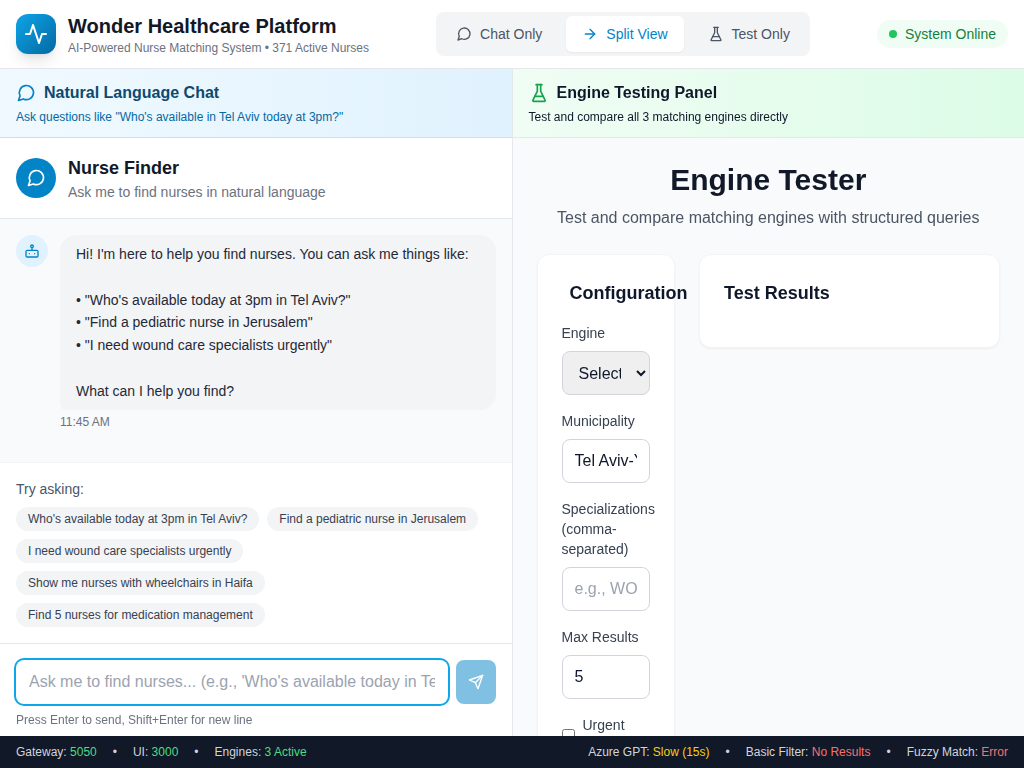 Wonder Healthcare Platform
AI-Powered Nurse Matching System • 371 Active Nurses
Chat Only
Split View
Test Only
System Online
Natural Language Chat
Ask questions like "Who's available in Tel Aviv today at 3pm?"
Engine Testing Panel
Test and compare all 3 matching engines directly
Nurse Finder
Ask me to find nurses in natural language
Hi! I'm here to help you find nurses. You can ask me things like:
• "Who's available today at 3pm in Tel Aviv?"
• "Find a pediatric nurse in Jerusalem"
• "I need wound care specialists urgently"
What can I help you find?
11:45 AM
Try asking:
Who's available today at 3pm in Tel Aviv?
Find a pediatric nurse in Jerusalem
I need wound care specialists urgently
Show me nurses with wheelchairs in Haifa
Find 5 nurses for medication management
Ask me to find nurses... (e.g., 'Who's available today in Te
Press Enter to send, Shift+Enter for new line
Engine Tester
Test and compare matching engines with structured queries
Configuration
Engine
Select
Municipality
Tel Aviv-Y
Specializations
(comma-
separated)
e.g., WO
Max Results
5
Urgent
Test Results
Gateway: 5050 • UI: 3000 • Engines: 3 Active
Azure GPT: Slow (15s) • Basic Filter: No Results • Fuzzy Match: Error